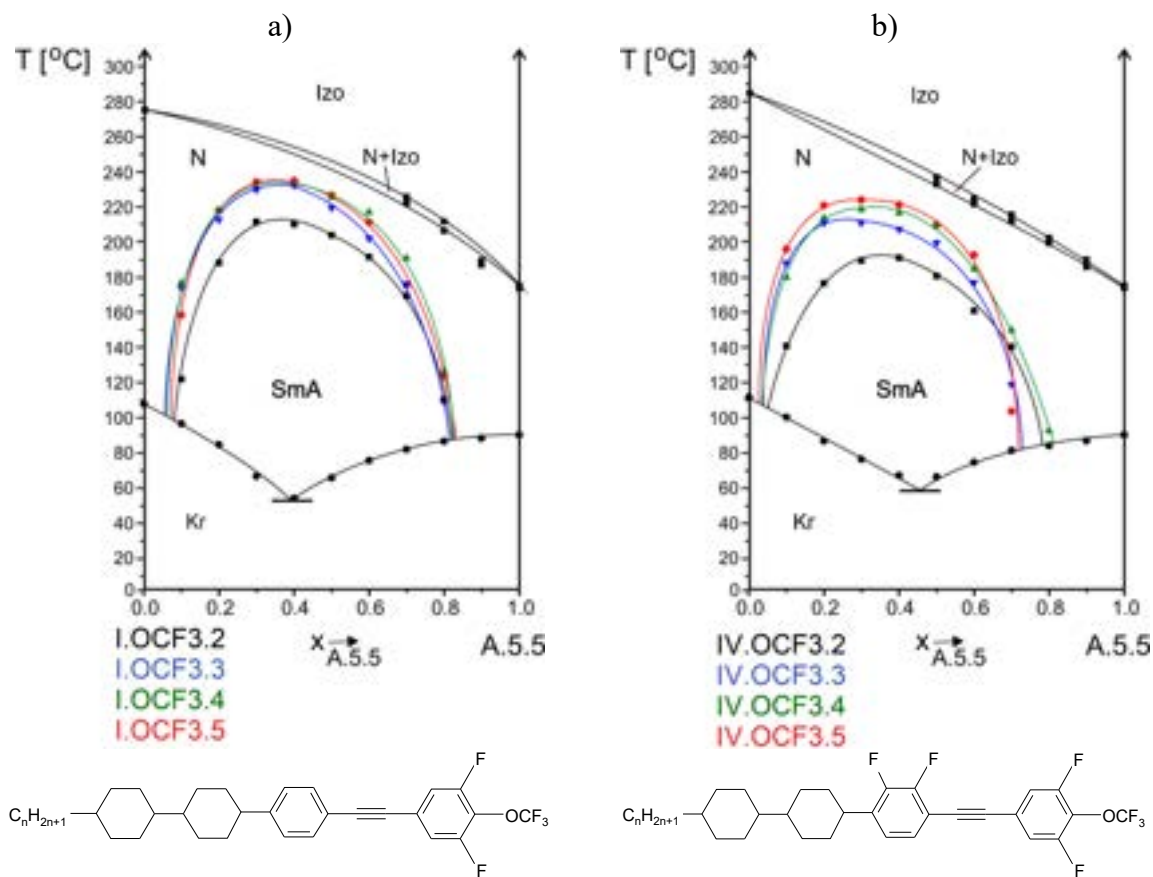 a)
T [°C]
300
280
260
240
220
200
180
160
140
120
100
80
60
40
20
0
Izo
N
N+Izo
SmA
Kr
0.0 0.2 0.4 0.6 0.8 1.0
x → A.5.5
A.5.5
I.OCF3.2
I.OCF3.3
I.OCF3.4
I.OCF3.5
CnH2n+1
F
OCF3
F
b)
T [°C]
300
280
260
240
220
200
180
160
140
120
100
80
60
40
20
0
Izo
N
N+Izo
SmA
Kr
0.0 0.2 0.4 0.6 0.8 1.0
x → A.5.5
A.5.5
IV.OCF3.2
IV.OCF3.3
IV.OCF3.4
IV.OCF3.5
CnH2n+1
F F
F
OCF3
F